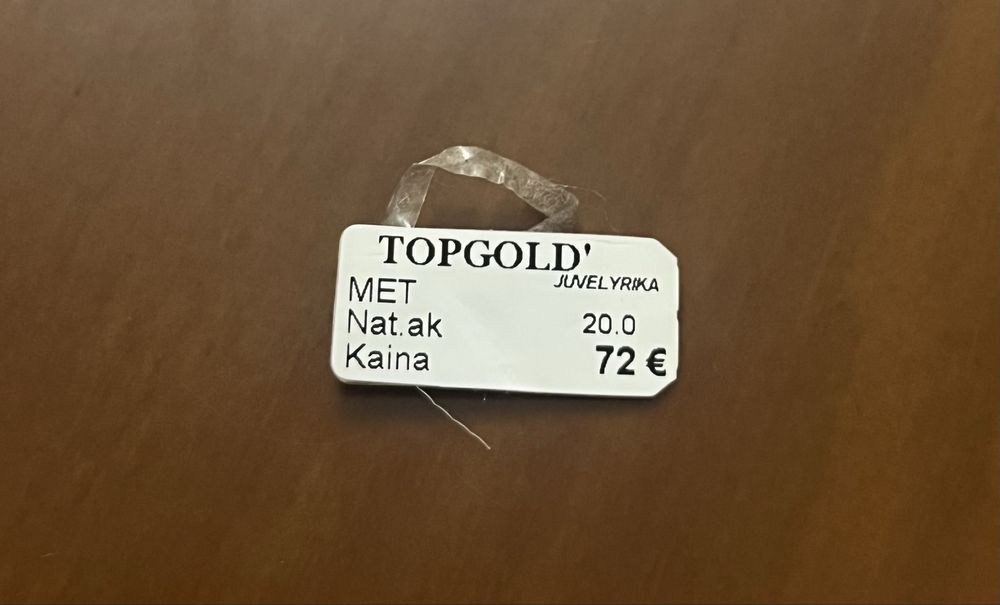 TOPGOLD'
JUVELYRIKA
MET
Nat.ak 20.0
Kaina 72 €